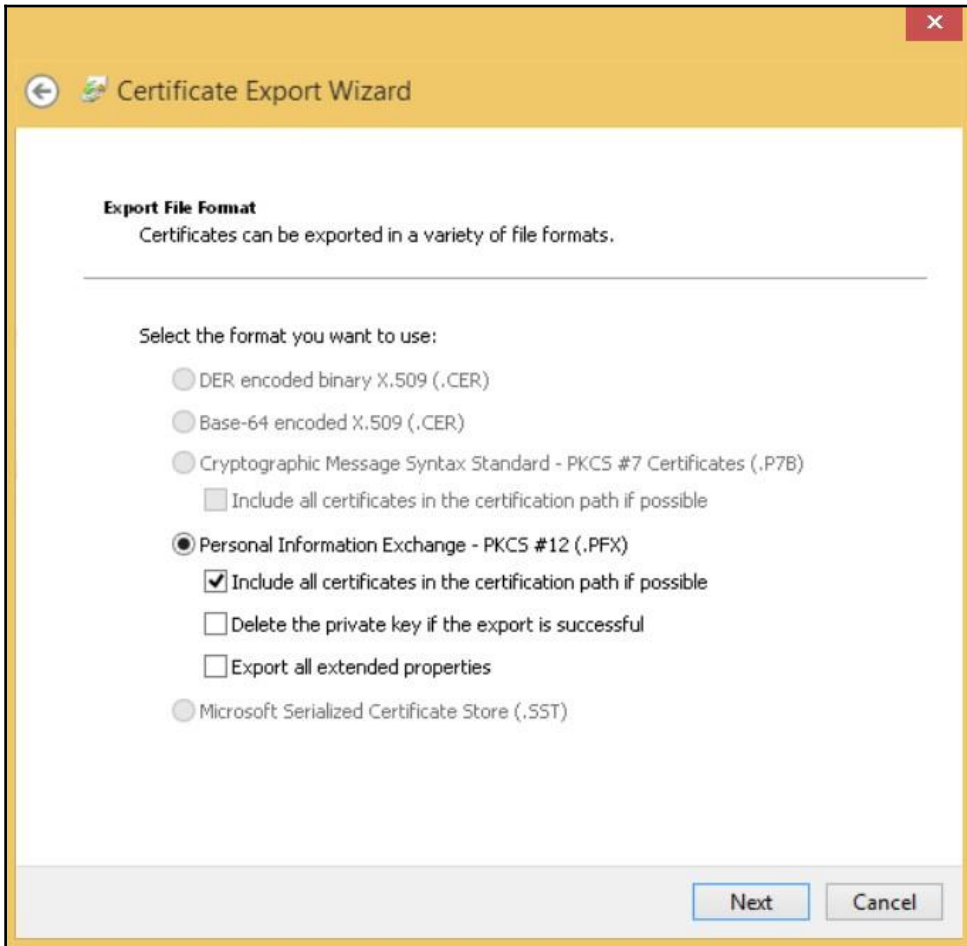 Certificate Export Wizard
Export File Format
Certificates can be exported in a variety of file formats.
Select the format you want to use:
DER encoded binary X.509 (.CER)
Base-64 encoded X.509 (.CER)
Cryptographic Message Syntax Standard - PKCS #7 Certificates (.P7B)
Include all certificates in the certification path if possible
Personal Information Exchange - PKCS #12 (.PFX)
Include all certificates in the certification path if possible
Delete the private key if the export is successful
Export all extended properties
Microsoft Serialized Certificate Store (.SST)
Next Cancel